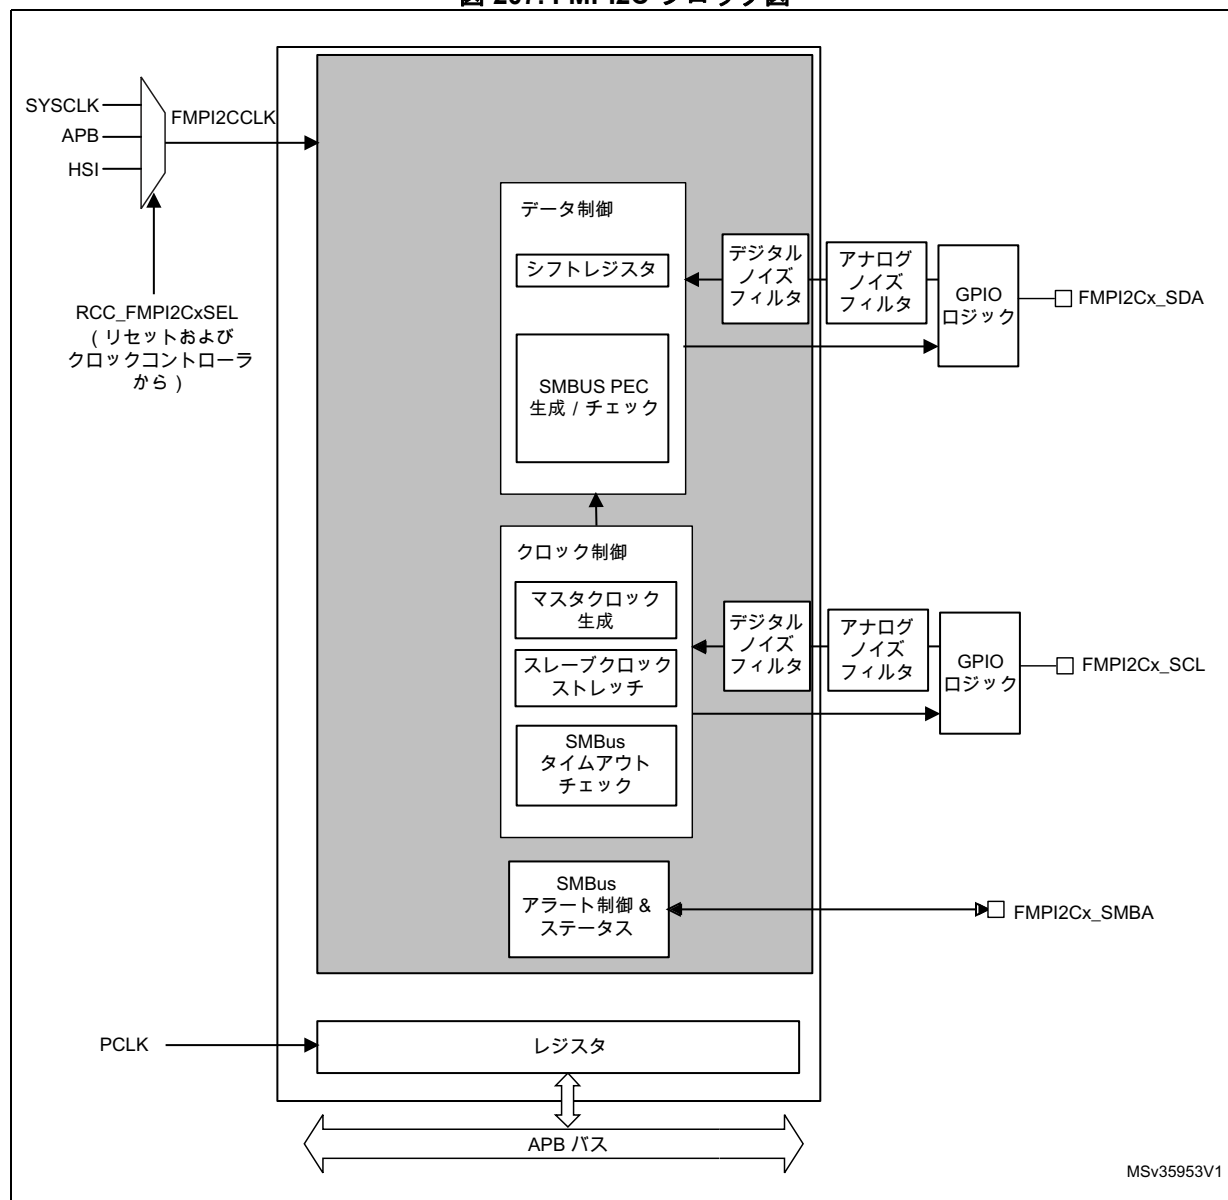 図 267. FMPI2C ブロック図
SYSCLK
APB
HSI
FMPI2CCLK
RCC_FMPI2CxSEL
（リセットおよび
クロックコントローラ
から）
データ制御
シフトレジスタ
SMBUS PEC
生成 / チェック
デジタル
ノイズ
フィルタ
アナログ
ノイズ
フィルタ
GPIO
ロジック
FMPI2Cx_SDA
クロック制御
マスタクロック
生成
スレーブクロック
ストレッチ
SMBus
タイムアウト
チェック
デジタル
ノイズ
フィルタ
アナログ
ノイズ
フィルタ
GPIO
ロジック
FMPI2Cx_SCL
SMBus
アラート制御 &
ステータス
FMPI2Cx_SMBA
PCLK
レジスタ
APB バス
MSv35953V1